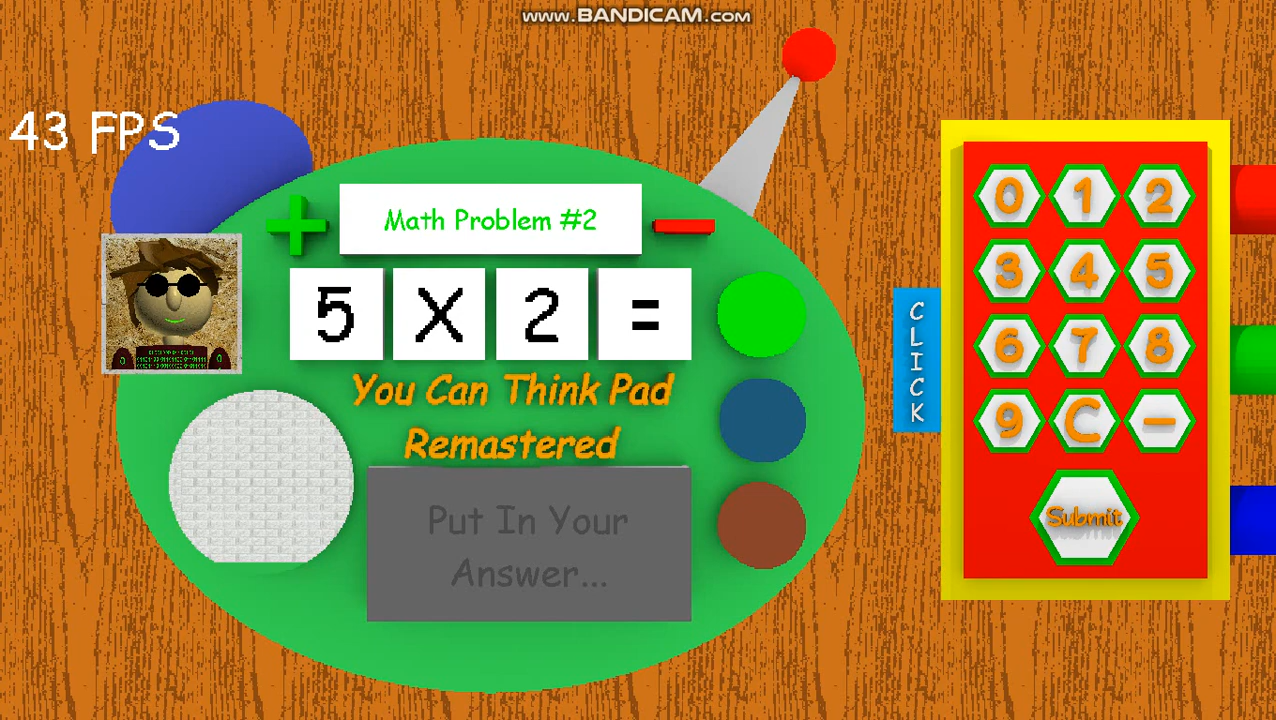 www.BANDICAM.com
43 FPS
Math Problem #2
5 X 2 =
You Can Think Pad
Remastered
Put In Your
Answer...
CLICK
0 1 2
3 4 5
6 7 8
9 C -
Submit